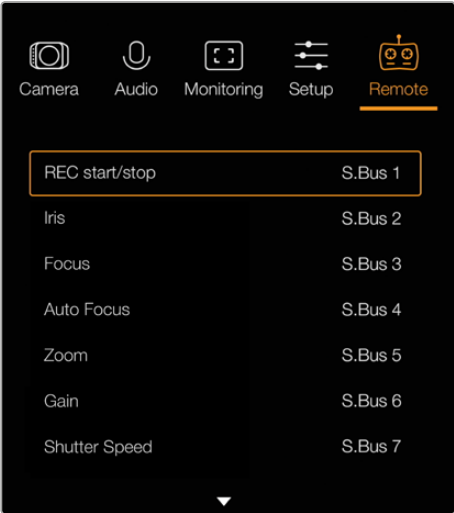 Camera Audio Monitoring Setup Remote
REC start/stop S.Bus 1
Iris S.Bus 2
Focus S.Bus 3
Auto Focus S.Bus 4
Zoom S.Bus 5
Gain S.Bus 6
Shutter Speed S.Bus 7